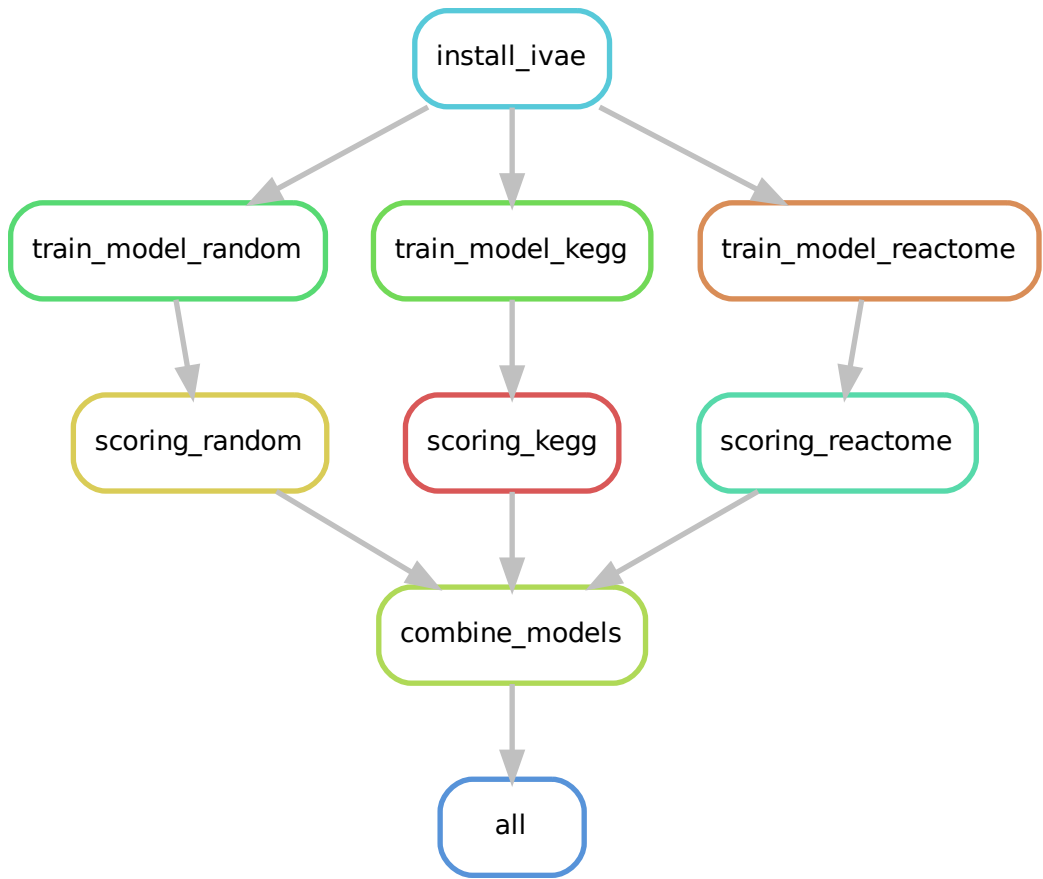 install_ivae
train_model_random
train_model_kegg
train_model_reactome
scoring_random
scoring_kegg
scoring_reactome
combine_models
all